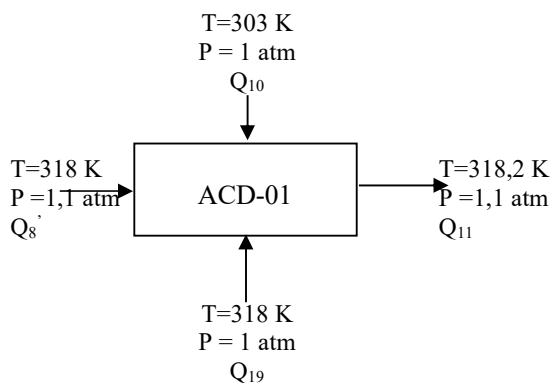 T=303 K
P = 1 atm
Q₁₀
T=318 K
P =1,1 atm
Q₈’
ACD-01
T=318,2 K
P =1,1 atm
Q₁₁
T=318 K
P = 1 atm
Q₁₉